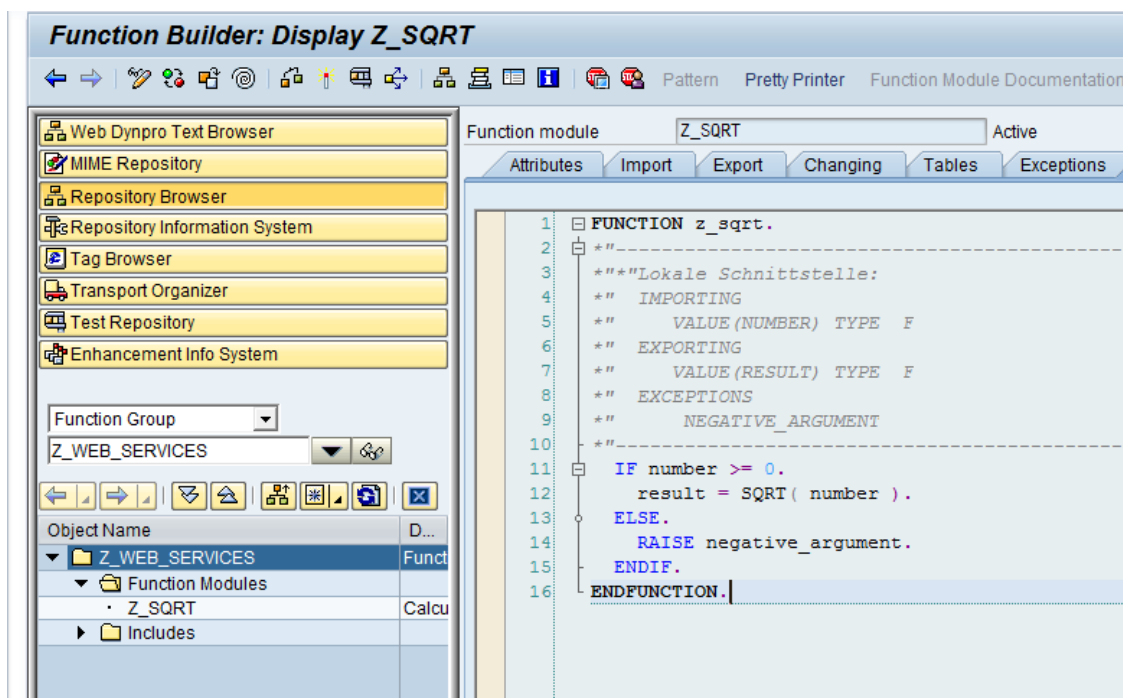 Function Builder: Display Z_SQRT
Pattern Pretty Printer Function Module Documentation
Web Dynpro Text Browser
MIME Repository
Repository Browser
Repository Information System
Tag Browser
Transport Organizer
Test Repository
Enhancement Info System
Function Group
Z_WEB_SERVICES
Object Name D...
Z_WEB_SERVICES Funct
Function Modules
Z_SQRT Calcu
Includes
Function module Z_SQRT Active
Attributes Import Export Changing Tables Exceptions
1 FUNCTION z_sqrt.
2 *"----------------------------------------------
3 *"*"Lokale Schnittstelle:
4 *" IMPORTING
5 *" VALUE(NUMBER) TYPE F
6 *" EXPORTING
7 *" VALUE(RESULT) TYPE F
8 *" EXCEPTIONS
9 *" NEGATIVE_ARGUMENT
10 *"----------------------------------------------
11 IF number >= 0.
12 result = SQRT( number ).
13 ELSE.
14 RAISE negative_argument.
15 ENDIF.
16 ENDFUNCTION.